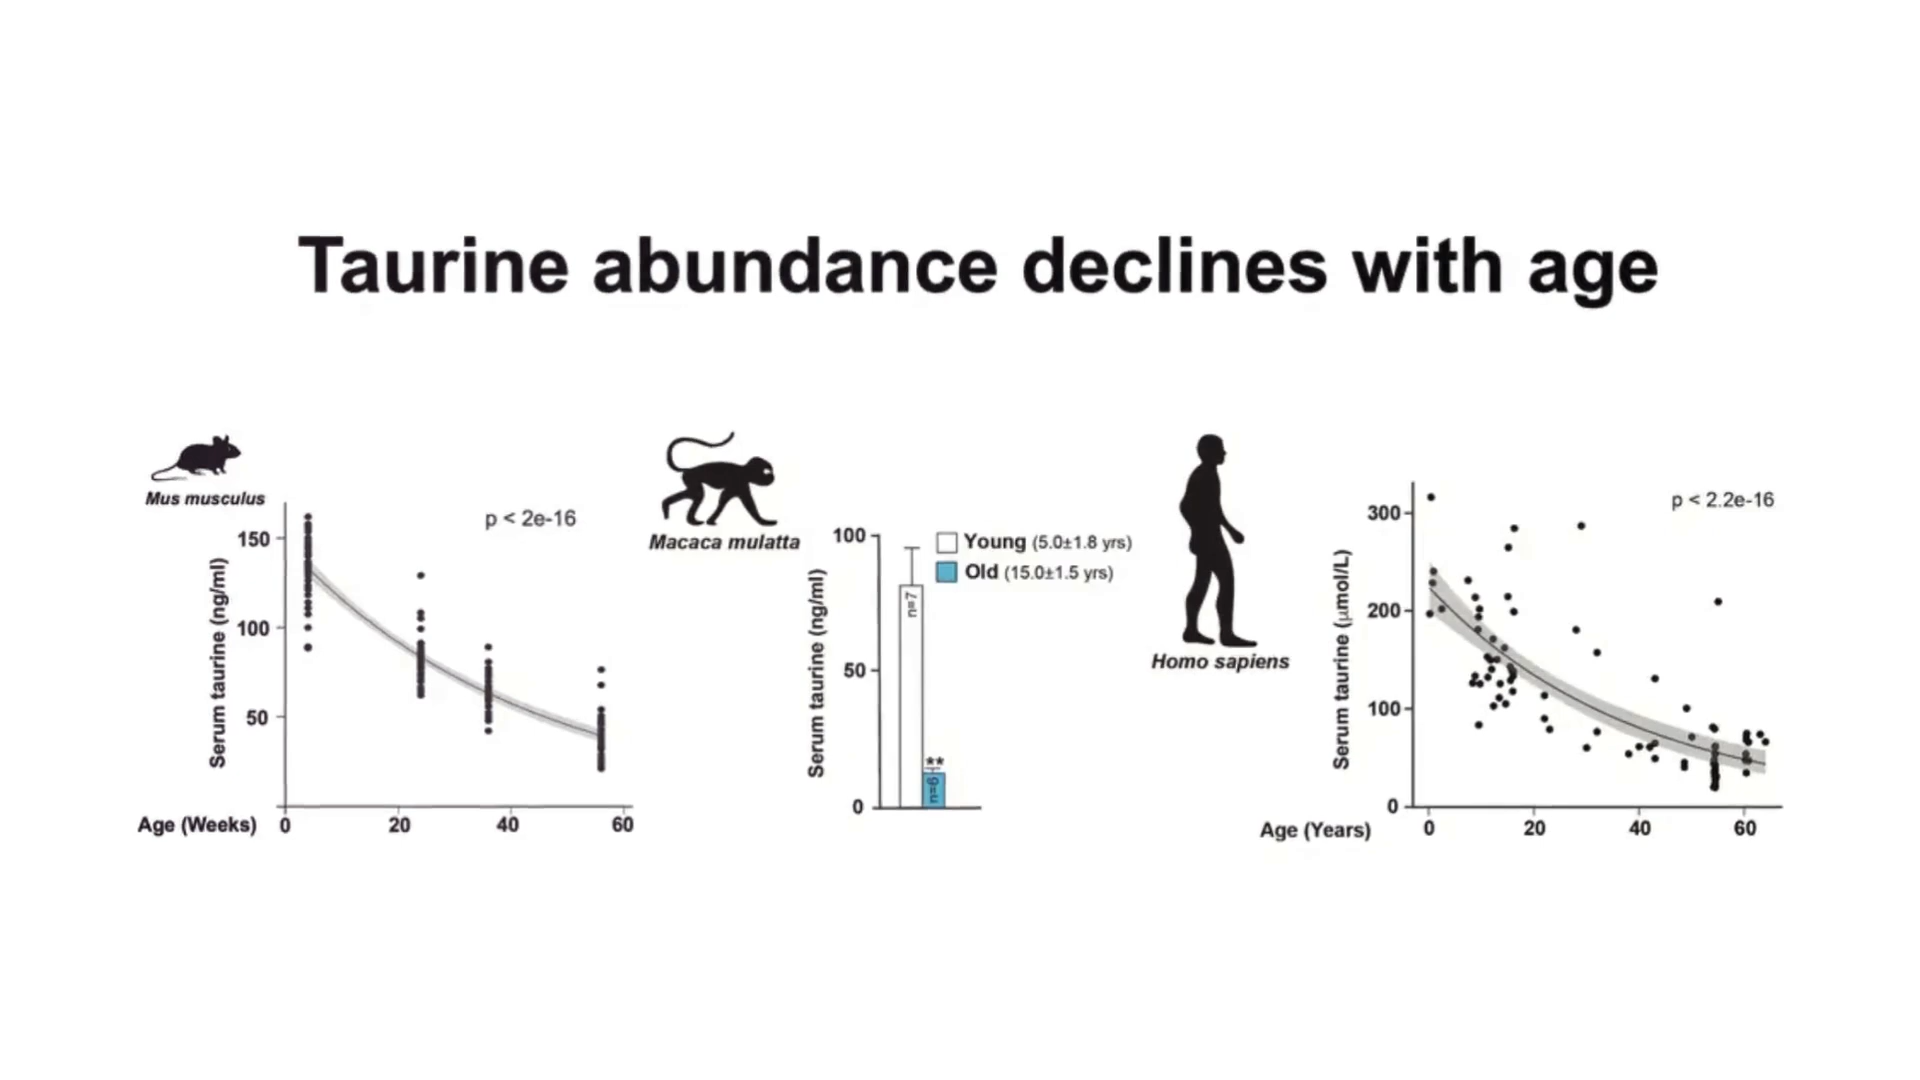 Taurine abundance declines with age
Mus musculus
p < 2e-16
Serum taurine (ng/ml)
150
100
50
Age (Weeks)
0
20
40
60
Macaca mulatta
Serum taurine (ng/ml)
100
50
0
Young (5.0±1.8 yrs)
Old (15.0±1.5 yrs)
n=7
**
n=6
Homo sapiens
p < 2.2e-16
Serum taurine (μmol/L)
300
200
100
0
Age (Years)
0
20
40
60